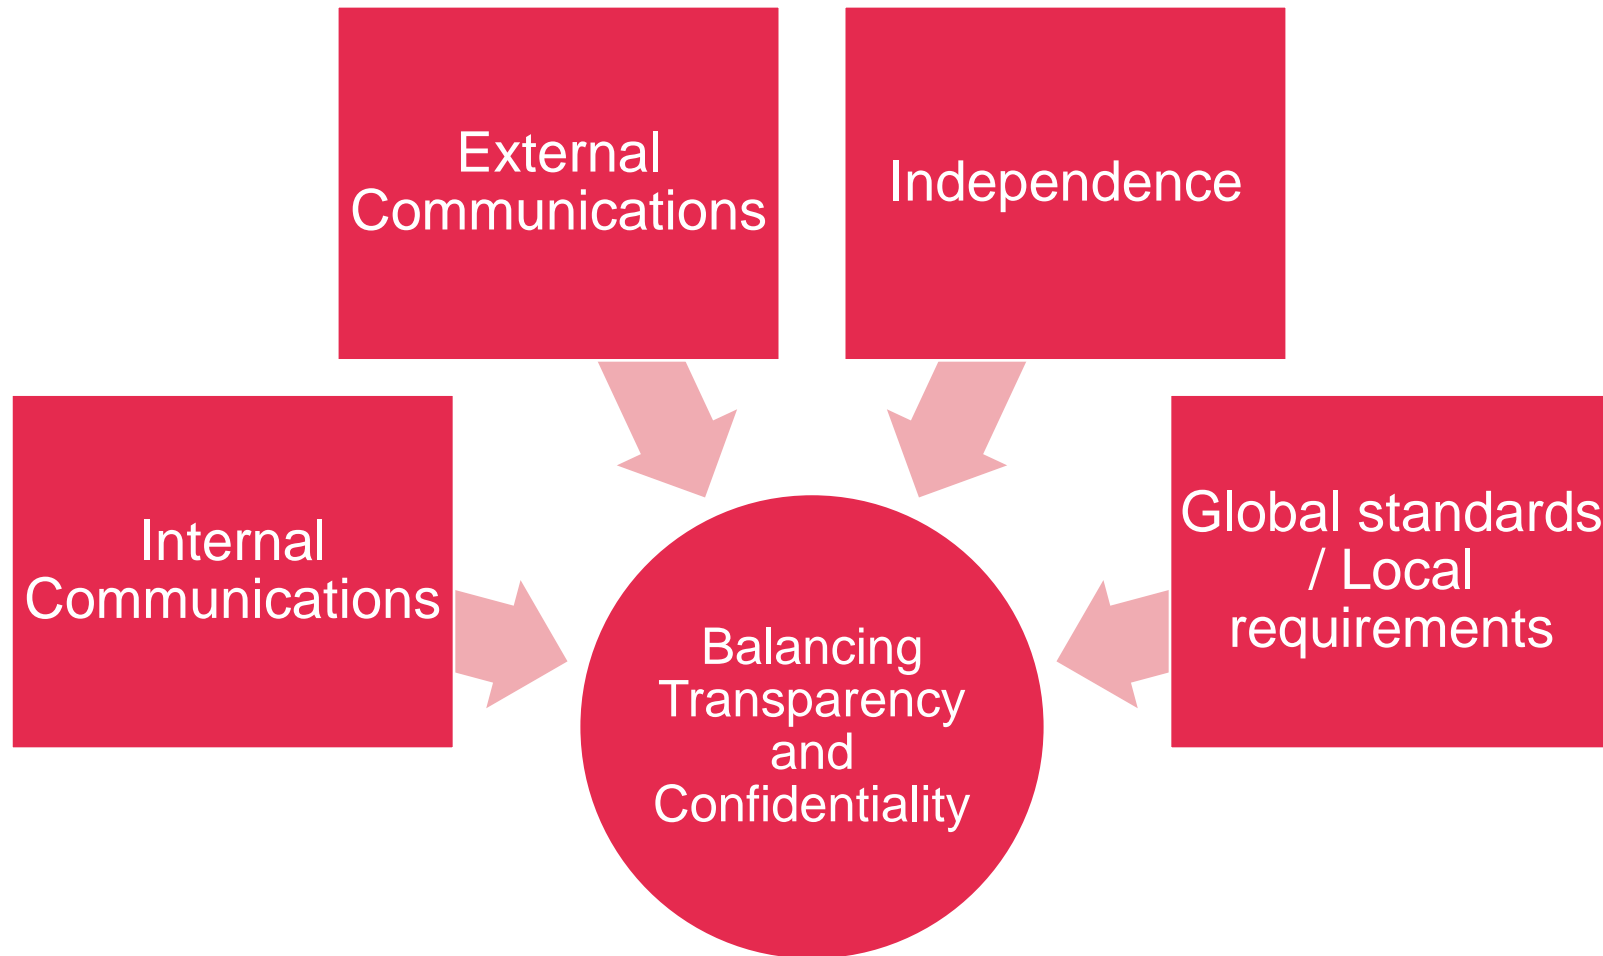 External
Communications
Independence
Internal
Communications
Global standards
/ Local
requirements
Balancing
Transparency
and
Confidentiality